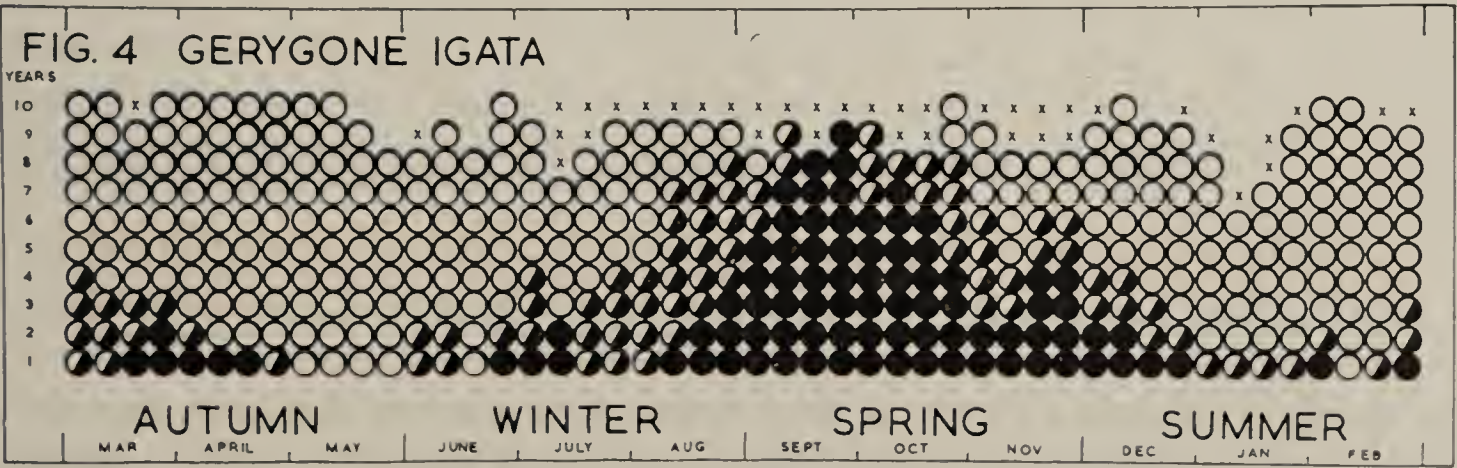 FIG. 4 GERYGONE IGATA
YEARS
10
9
8
7
6
5
4
3
2
1
AUTUMN WINTER SPRING SUMMER
MAR APRIL MAY JUNE JULY AUG SEPT OCT NOV DEC JAN FEB